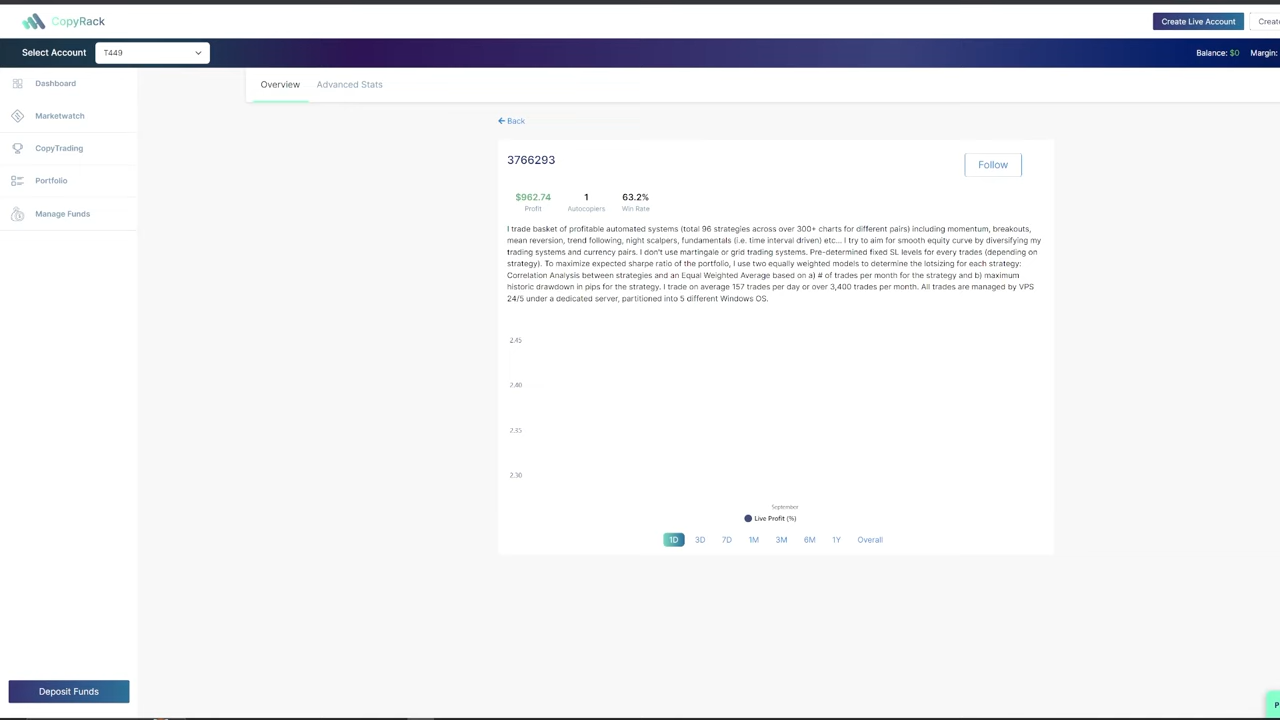 CopyRack
Create Live Account
Create
Select Account
T449
Balance: $0
Margin:
Dashboard
Marketwatch
CopyTrading
Portfolio
Manage Funds
Deposit Funds
Overview
Advanced Stats
Back
3766293
Follow
$962.74
1
63.2%
Profit
Autocopiers
Win Rate
I trade basket of profitable automated systems (total 96 strategies across over 300+ charts for different pairs) including momentum, breakouts,
mean reversion, trend following, night scalpers, fundamentals (i.e. time interval driven) etc... I try to aim for smooth equity curve by diversifying my
trading systems and currency pairs. I don't use martingale or grid trading systems. Pre-determined fixed SL levels for every trades (depending on
strategy). To maximize expected sharpe ratio of the portfolio, I use two equally weighted models to determine the lotsizing for each strategy:
Correlation Analysis between strategies and an Equal Weighted Average based on a) # of trades per month for the strategy and b) maximum
historic drawdown in pips for the strategy. I trade on average 157 trades per day or over 3,400 trades per month. All trades are managed by VPS
24/5 under a dedicated server, partitioned into 5 different Windows OS.
2.45
2.40
2.35
2.30
September
Live Profit (%)
1D 3D 7D 1M 3M 6M 1Y Overall
P